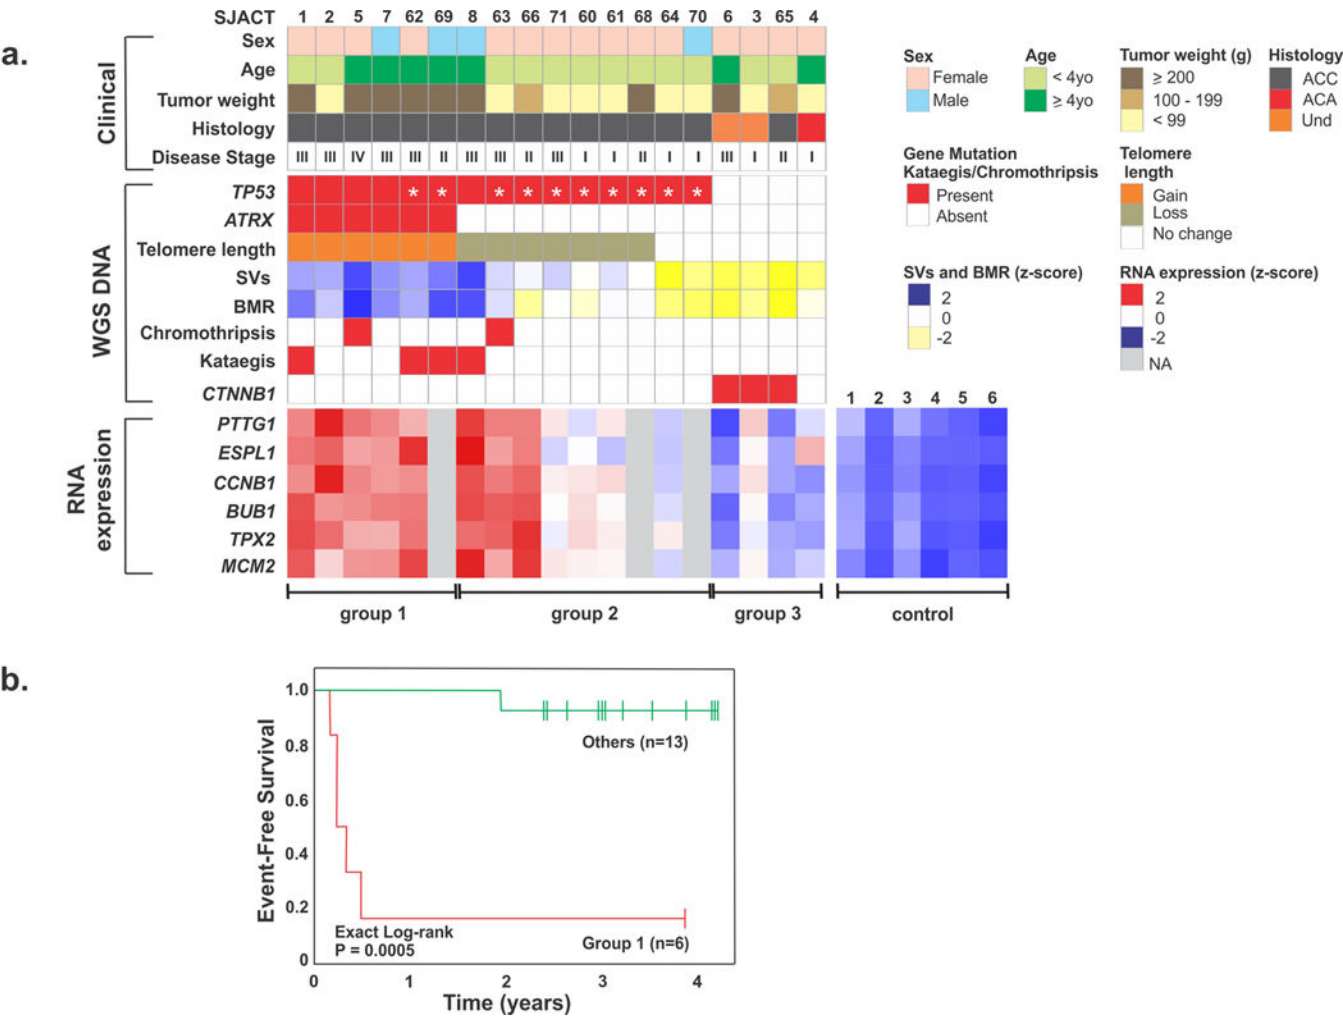 a.
SJACT 1 2 5 7 62 69 8 63 66 71 60 61 68 64 70 6 3 65 4
Clinical
Sex
Age
Tumor weight
Histology
Disease Stage III III IV III III II III III II III I I II I I III I II I
WGS DNA
TP53 * * * * * * * * * *
ATRX
Telomere length
SVs
BMR
Chromothripsis
Kataegis
CTNNB1
RNA expression
PTTG1
ESPL1
CCNB1
BUB1
TPX2
MCM2
1 2 3 4 5 6
group 1 group 2 group 3 control
Sex
Female
Male
Age
< 4yo
≥ 4yo
Tumor weight (g)
≥ 200
100 - 199
< 99
Histology
ACC
ACA
Und
Gene Mutation
Kataegis/Chromothripsis
Present
Absent
Telomere
length
Gain
Loss
No change
SVs and BMR (z-score)
2
0
-2
RNA expression (z-score)
2
0
-2
NA
b.
Event-Free Survival
1.0
0.8
0.6
0.4
0.2
0
Others (n=13)
Exact Log-rank
P = 0.0005
Group 1 (n=6)
0 1 2 3 4
Time (years)